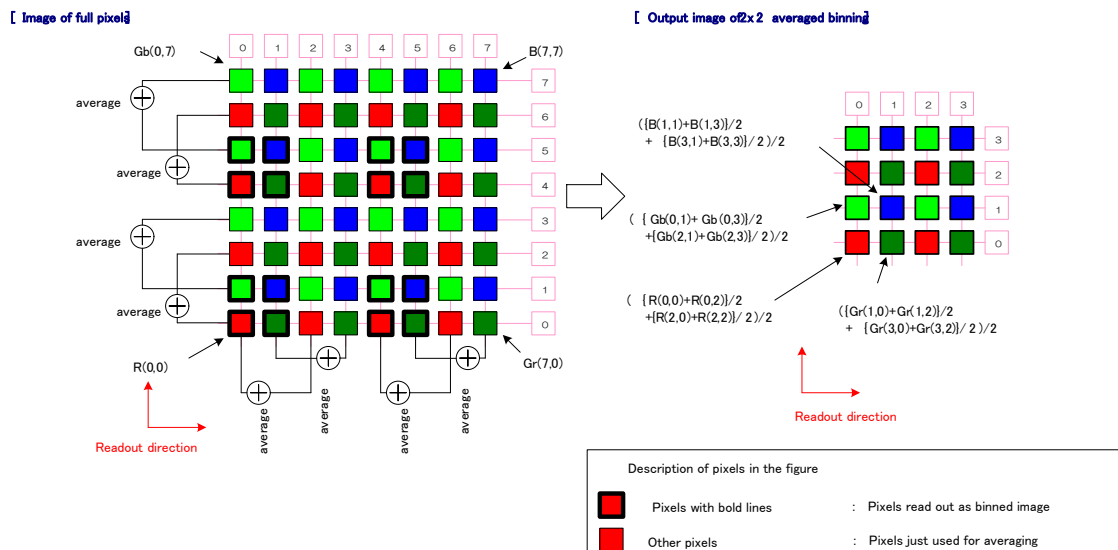 [ Image of full pixels]
[ Output image of2x2 averaged binning]
Gb(0,7)
0 1 2 3 4 5 6 7
B(7,7)
7
average
6
5
average
4
3
average
2
1
average
0
R(0,0)
Gr(7,0)
average
average
average
average
Readout direction
0 1 2 3
({B(1,1)+B(1,3)}/2
+ {B(3,1)+B(3,3)}/2)/2
3
2
( { Gb(0,1)+ Gb(0,3)}/2
+{Gb(2,1)+Gb(2,3)}/2)/2
1
0
( {R(0,0)+R(0,2)}/2
+{R(2,0)+R(2,2)}/2)/2
({Gr(1,0)+Gr(1,2)}/2
+ {Gr(3,0)+Gr(3,2)}/2)/2
Readout direction
Description of pixels in the figure
Pixels with bold lines : Pixels read out as binned image
Other pixels : Pixels just used for averaging